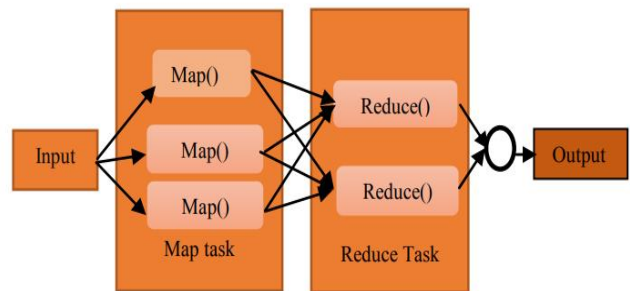 Input
Map()
Map()
Map()
Map task
Reduce()
Reduce()
Reduce Task
Output